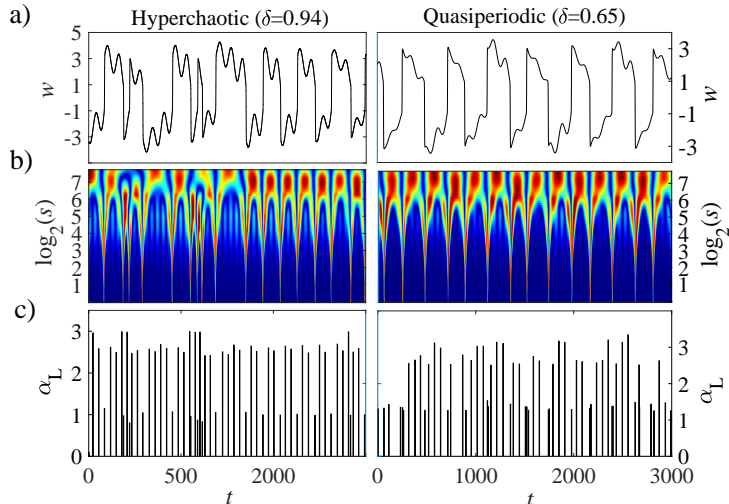 a) Hyperchaotic (δ=0.94) Quasiperiodic (δ=0.65)
5
3
1
-1
-3
w
3
1
-1
-3
w
b)
7
6
5
4
3
2
1
log2(s)
7
6
5
4
3
2
1
log2(s)
c)
3
2
1
0
αL
3
2
1
0
αL
0 500 2000
0 1000 2000 3000
t t